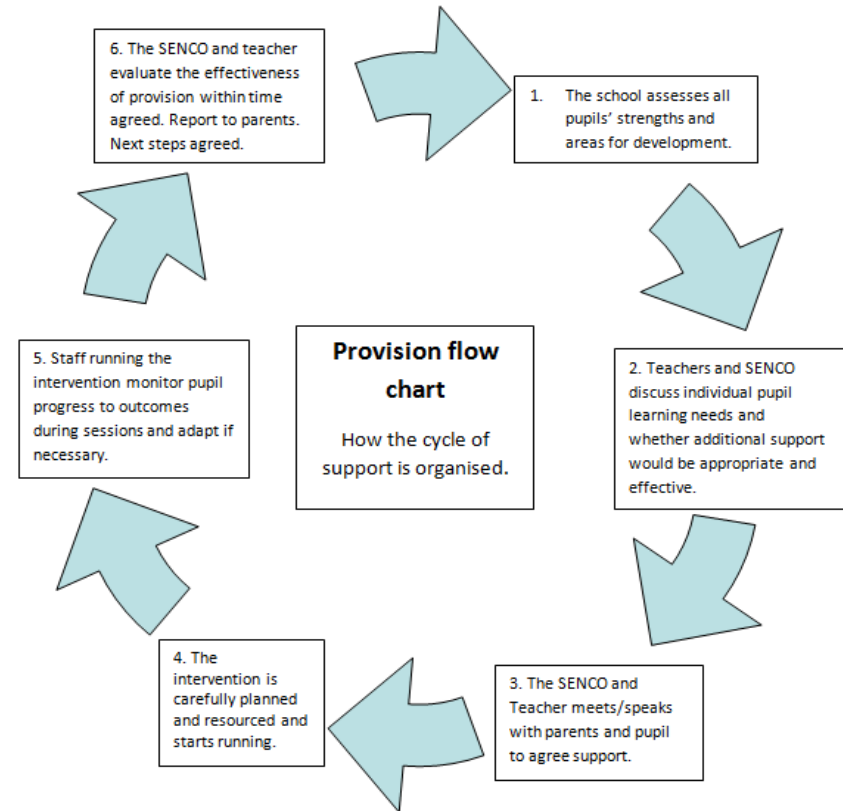 6. The SENCO and teacher
evaluate the effectiveness
of provision within time
agreed. Report to parents.
Next steps agreed.
1. The school assesses all
pupils’ strengths and
areas for development.
5. Staff running the
intervention monitor pupil
progress to outcomes
during sessions and adapt if
necessary.
Provision flow
chart
How the cycle of
support is organised.
2. Teachers and SENCO
discuss individual pupil
learning needs and
whether additional support
would be appropriate and
effective.
4. The
intervention is
carefully planned
and resourced and
starts running.
3. The SENCO and
Teacher meets/speaks
with parents and pupil
to agree support.